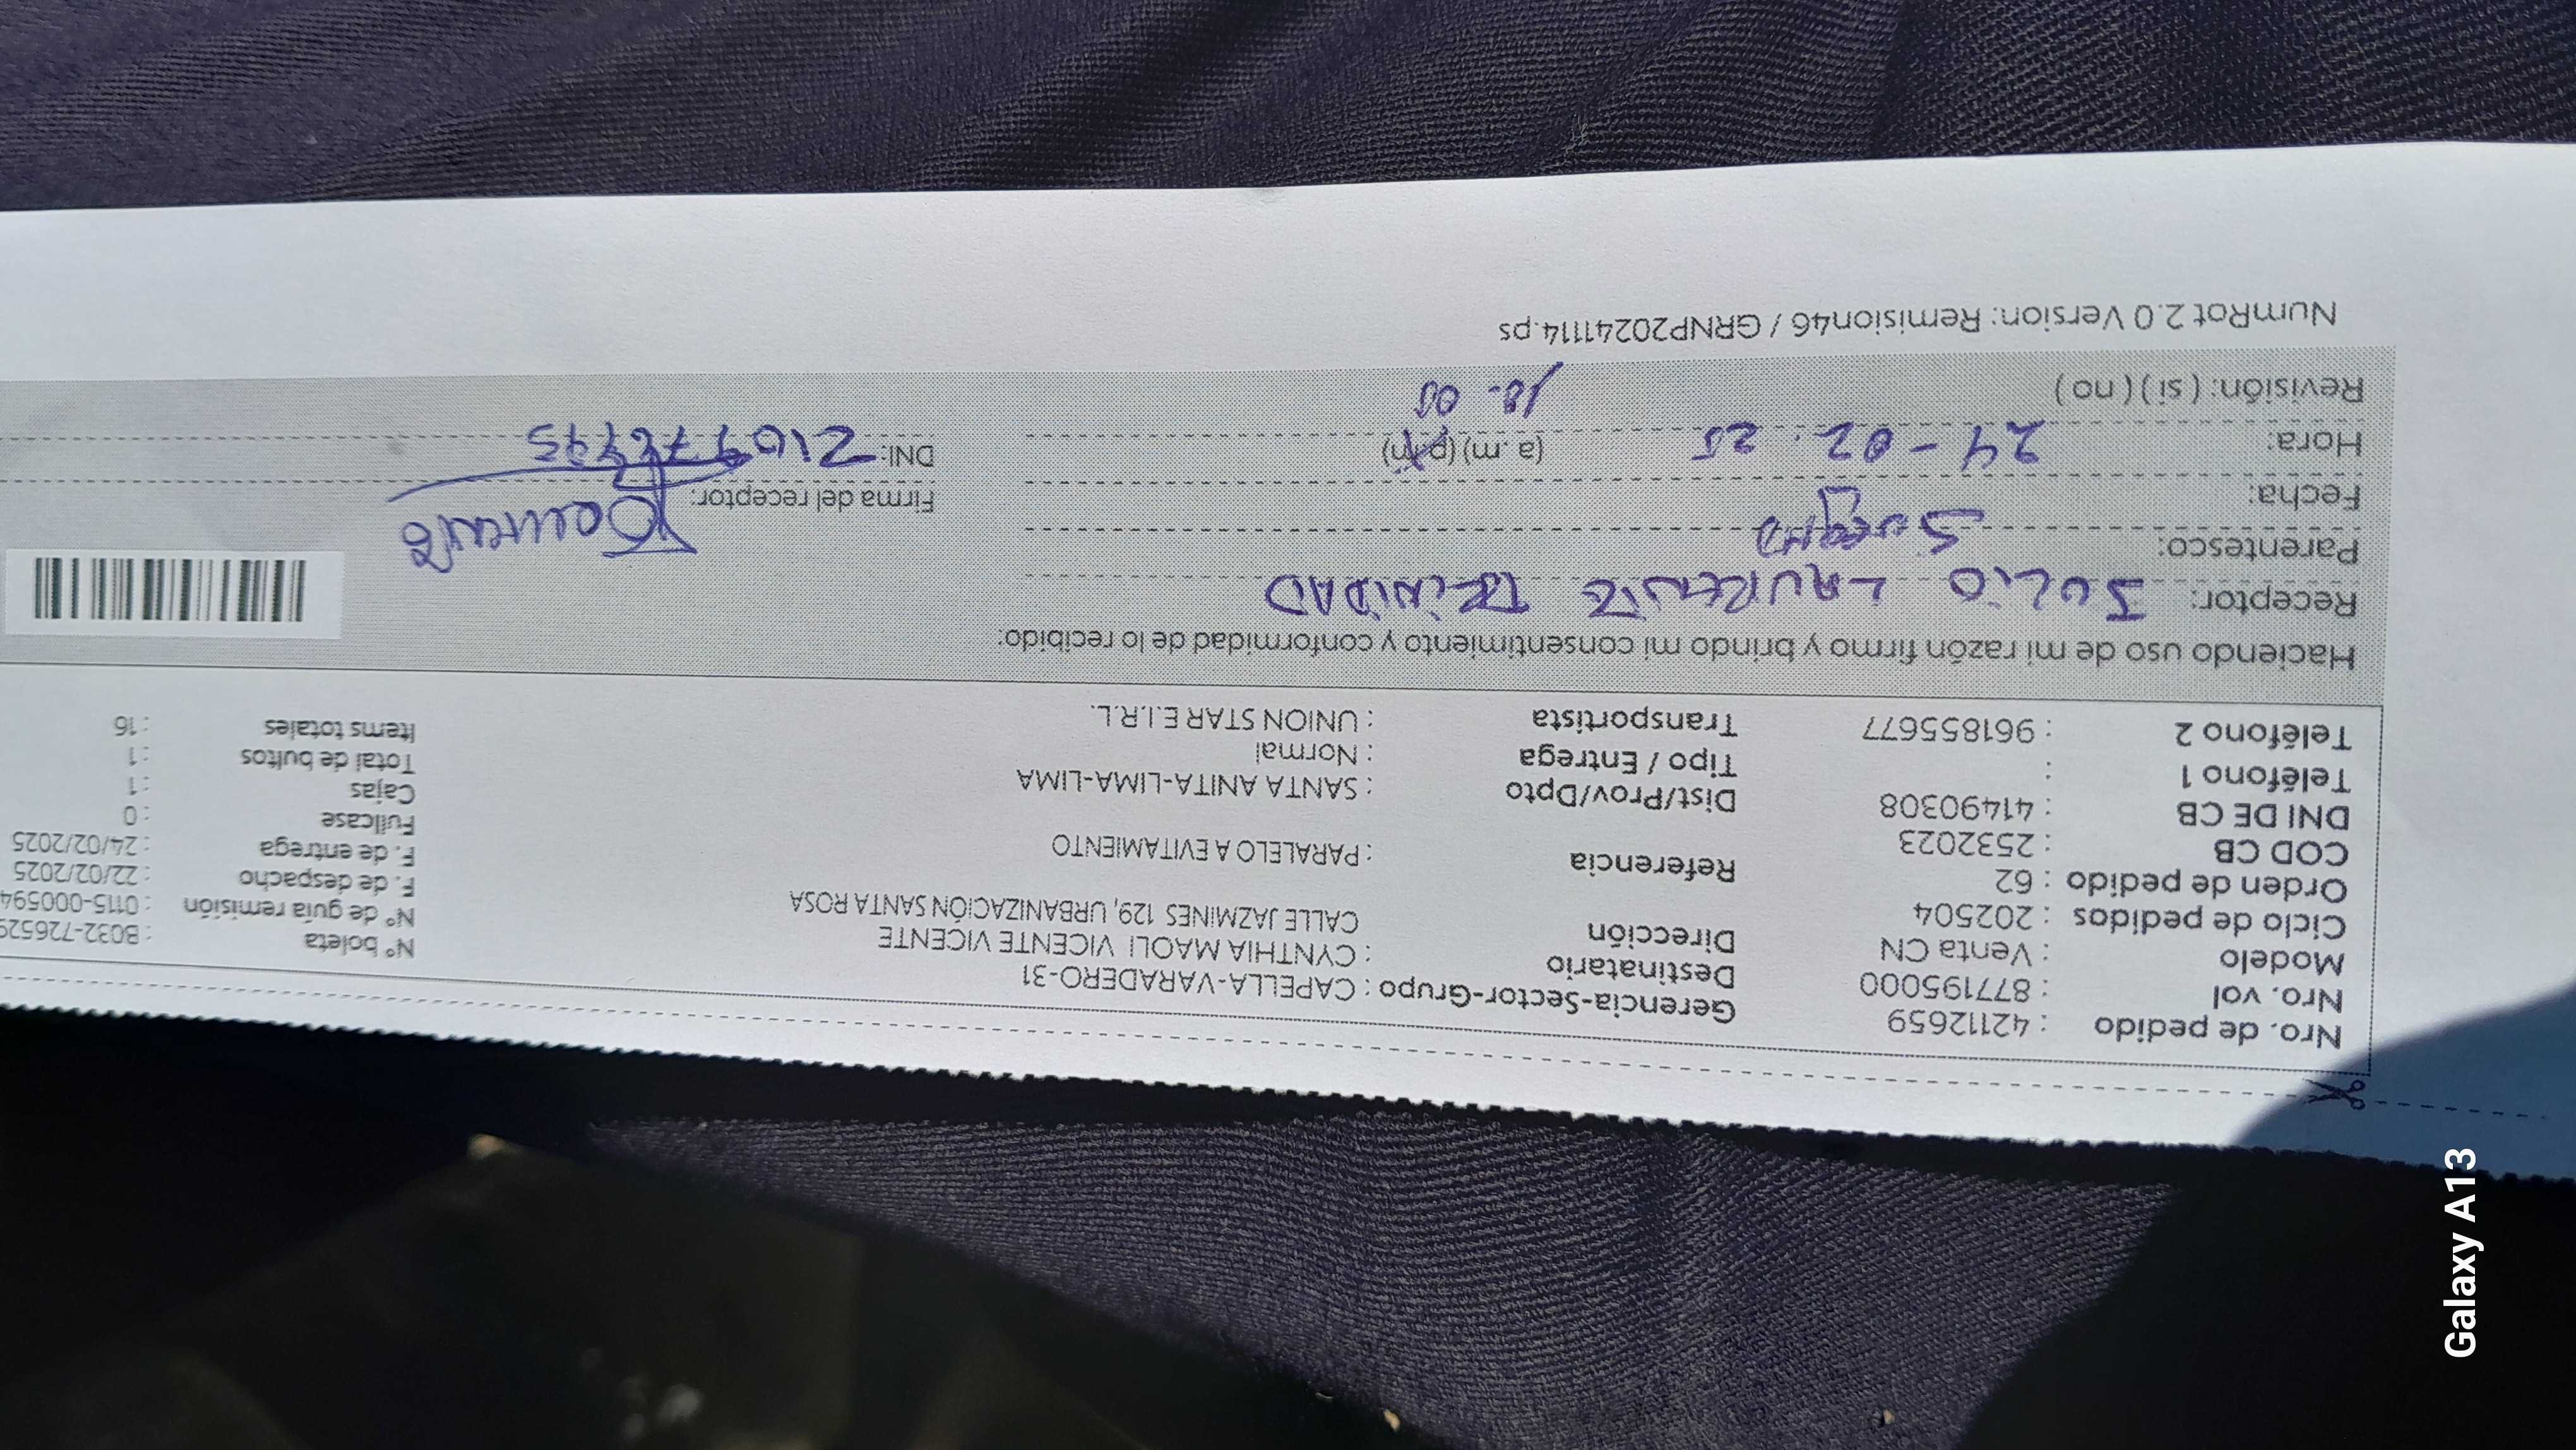 Nro. de pedido : 42112659
Nro. vol : 877195000
Modelo : Venta CN
Ciclo de pedidos : 202504
Orden de pedido : 62
COD CB : 2532023
DNI DE CB : 41490308
Teléfono 1 :
Teléfono 2 : 961855677
Gerencia-Sector-Grupo : CAPELLA-VARADERO-31
Destinatario : CYNTHIA MAOLI VICENTE VICENTE
Dirección CALLE JAZMINES 129, URBANIZACIÓN SANTA ROSA
Referencia : PARALELO A EVITAMIENTO
Dist/Prov/Dpto : SANTA ANITA-LIMA-LIMA
Tipo / Entrega : Normal
Transportista : UNION STAR E.I.R.L.
N° boleta : B032-726529
N° de guía remisión : 0115-000594
F. de despacho : 22/02/2025
F. de entrega : 24/02/2025
Fullcase : 0
Cajas : 1
Total de bultos : 1
Items totales : 16
Haciendo uso de mi razón firmo y brindo mi consentimiento y conformidad de lo recibido:
Receptor: JULIO LAURENTE TRINIDAD
Parentesco: Suegro
Fecha:
Hora: 24-02.25 (a.m) (p.m)
18-00
Revisión: ( si ) ( no )
Firma del receptor:
DNI:
NumRot 2.0 Version: Remision46 / GRNP20241114.ps
Galaxy A13